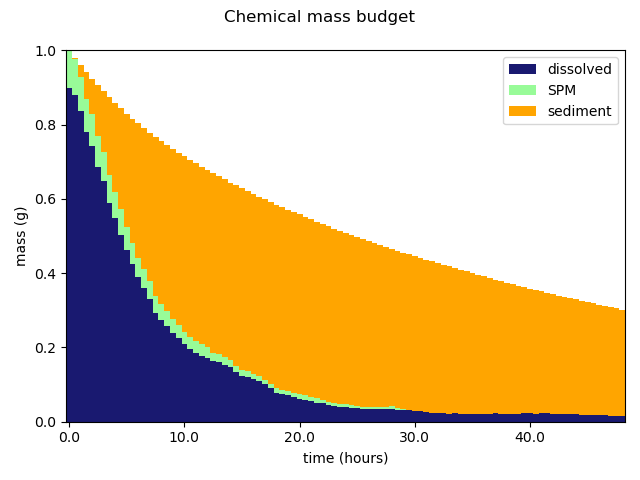 Chemical mass budget
1.0
0.8
0.6
0.4
0.2
0.0
mass (g)
dissolved
SPM
sediment
0.0 10.0 20.0 30.0 40.0
time (hours)